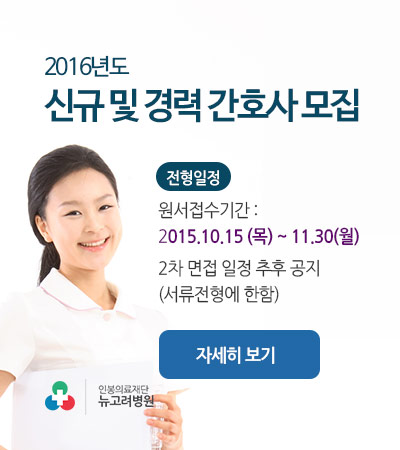 2016년도
신규 및 경력 간호사 모집
전형일정
원서접수기간 :
2015.10.15 (목) ~ 11.30(월)
2차 면접 일정 추후 공지
(서류전형에 한함)
자세히 보기
인봉의료재단
뉴고려병원